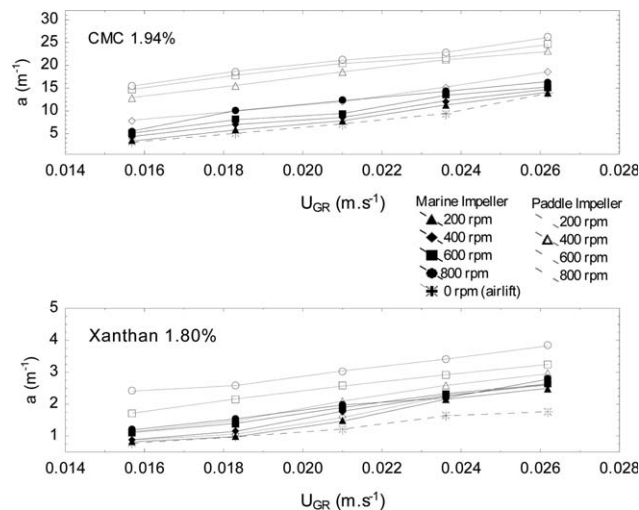 CMC 1.94%
a (m⁻¹)
30
25
20
15
10
5
0.014 0.016 0.018 0.020 0.022 0.024 0.026 0.028
U_GR (m.s⁻¹)
Marine Impeller Paddle Impeller
200 rpm 200 rpm
400 rpm 400 rpm
600 rpm 600 rpm
800 rpm 800 rpm
0 rpm (airlift)
Xanthan 1.80%
a (m⁻¹)
5
4
3
2
1
0.014 0.016 0.018 0.020 0.022 0.024 0.026 0.028
U_GR (m.s⁻¹)